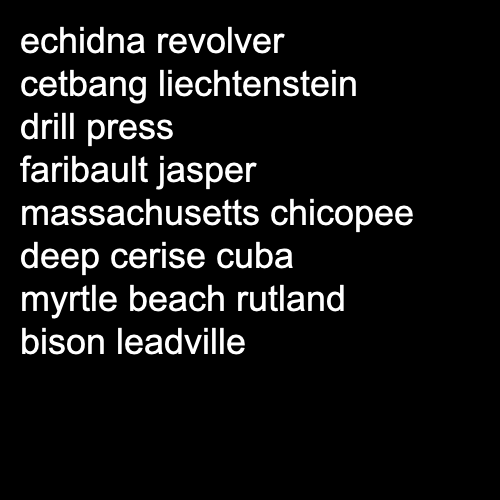 echidna revolver
cetbang liechtenstein
drill press
faribault jasper
massachusetts chicopee
deep cerise cuba
myrtle beach rutland
bison leadville